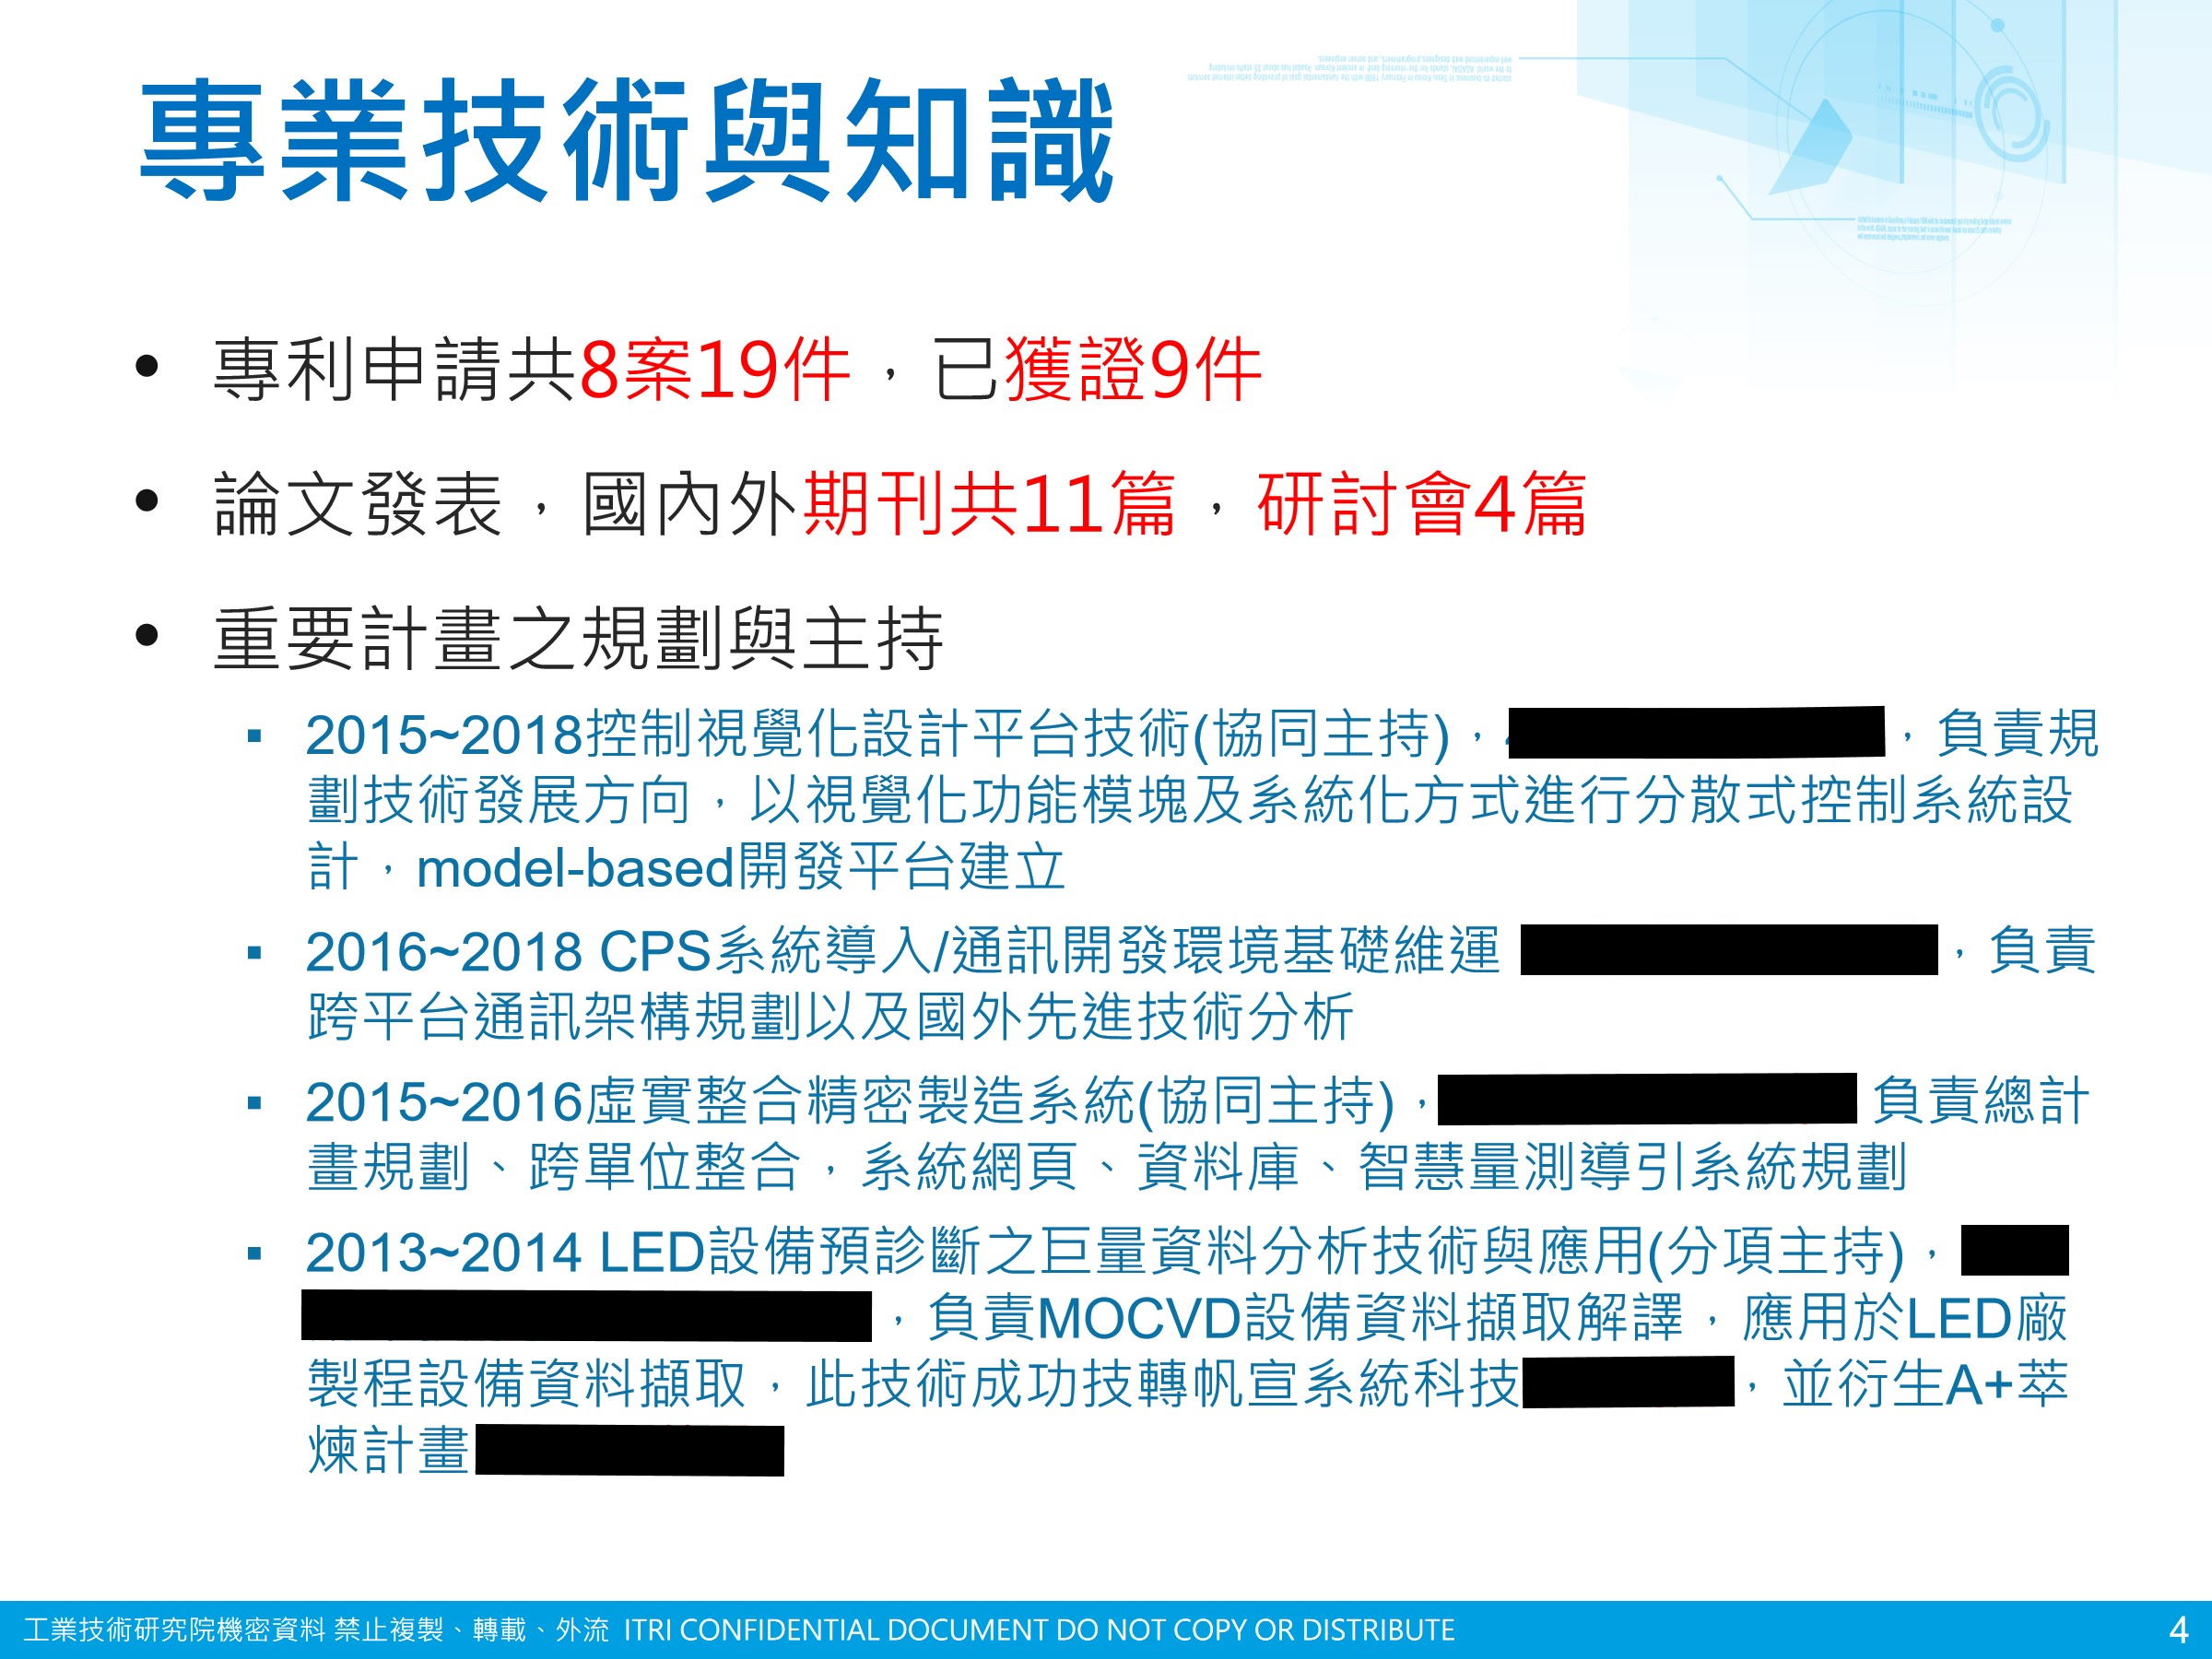 專業技術與知識
• 專利申請共8案19件，已獲證9件
• 論文發表，國內外期刊共11篇，研討會4篇
• 重要計畫之規劃與主持
▪ 2015~2018控制視覺化設計平台技術(協同主持)，，負責規
劃技術發展方向，以視覺化功能模塊及系統化方式進行分散式控制系統設
計，model-based開發平台建立
▪ 2016~2018 CPS系統導入/通訊開發環境基礎維運，負責
跨平台通訊架構規劃以及國外先進技術分析
▪ 2015~2016虛實整合精密製造系統(協同主持)，負責總計
畫規劃、跨單位整合，系統網頁、資料庫、智慧量測導引系統規劃
▪ 2013~2014 LED設備預診斷之巨量資料分析技術與應用(分項主持)，
，負責MOCVD設備資料擷取解譯，應用於LED廠
製程設備資料擷取，此技術成功技轉帆宣系統科技，並衍生A+萃
煉計畫
工業技術研究院機密資料 禁止複製、轉載、外流 ITRI CONFIDENTIAL DOCUMENT DO NOT COPY OR DISTRIBUTE
4